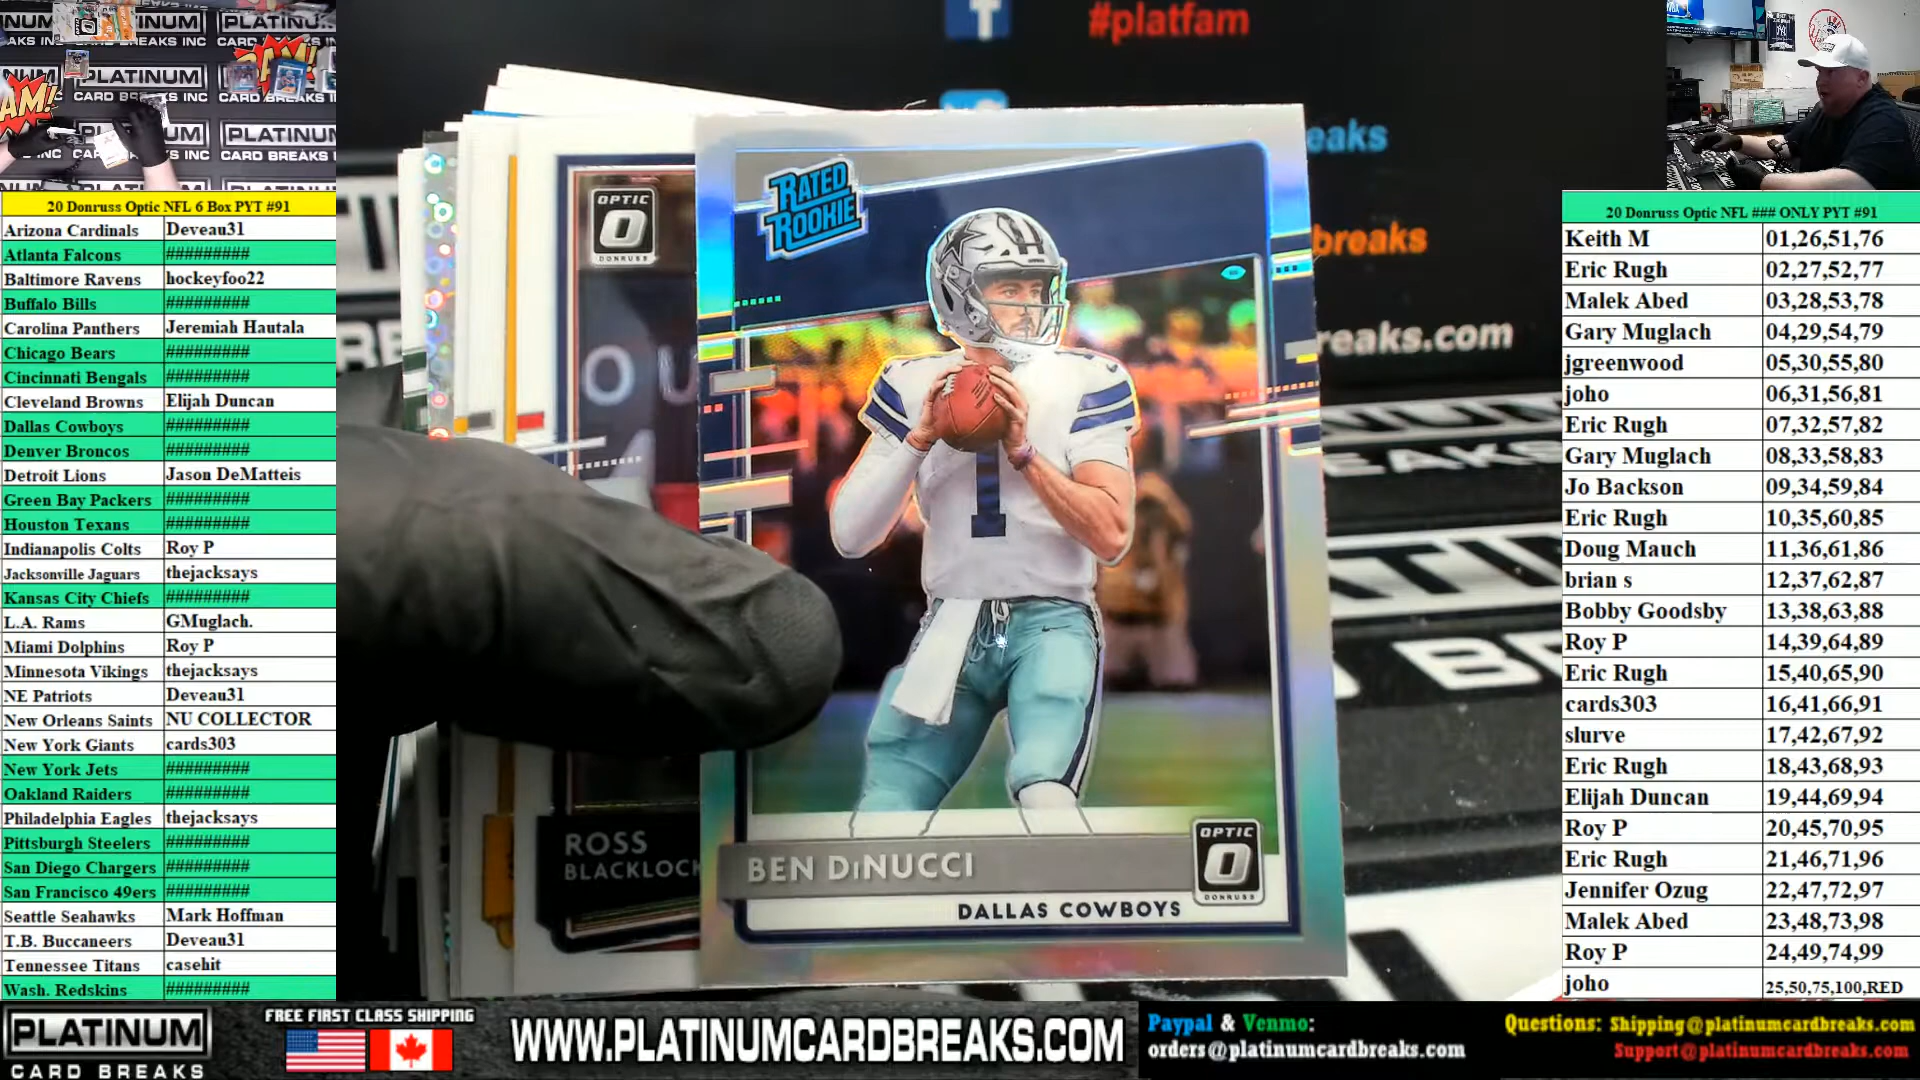 PLATINUM
CARD BREAKS INC
#platfam
eaks
breaks
reaks.com
20 Donruss Optic NFL 6 Box PYT #91
Arizona Cardinals Deveau31
Atlanta Falcons #########
Baltimore Ravens hockeyfoo22
Buffalo Bills #########
Carolina Panthers Jeremiah Hautala
Chicago Bears #########
Cincinnati Bengals #########
Cleveland Browns Elijah Duncan
Dallas Cowboys #########
Denver Broncos #########
Detroit Lions Jason DeMatteis
Green Bay Packers #########
Houston Texans #########
Indianapolis Colts Roy P
Jacksonville Jaguars thejacksays
Kansas City Chiefs #########
L.A. Rams GMuglach.
Miami Dolphins Roy P
Minnesota Vikings thejacksays
NE Patriots Deveau31
New Orleans Saints NU COLLECTOR
New York Giants cards303
New York Jets #########
Oakland Raiders #########
Philadelphia Eagles thejacksays
Pittsburgh Steelers #########
San Diego Chargers #########
San Francisco 49ers #########
Seattle Seahawks Mark Hoffman
T.B. Buccaneers Deveau31
Tennessee Titans casehit
Wash. Redskins #########
OPTIC
DONRUSS
ROSS
BLACKLOCK
RATED
ROOKIE
1
BEN DiNUCCI
DALLAS COWBOYS
OPTIC
DONRUSS
20 Donruss Optic NFL ### ONLY PYT #91
Keith M 01,26,51,76
Eric Rugh 02,27,52,77
Malek Abed 03,28,53,78
Gary Muglach 04,29,54,79
jgreenwood 05,30,55,80
joho 06,31,56,81
Eric Rugh 07,32,57,82
Gary Muglach 08,33,58,83
Jo Backson 09,34,59,84
Eric Rugh 10,35,60,85
Doug Mauch 11,36,61,86
brian s 12,37,62,87
Bobby Goodsby 13,38,63,88
Roy P 14,39,64,89
Eric Rugh 15,40,65,90
cards303 16,41,66,91
slurve 17,42,67,92
Eric Rugh 18,43,68,93
Elijah Duncan 19,44,69,94
Roy P 20,45,70,95
Eric Rugh 21,46,71,96
Jennifer Ozug 22,47,72,97
Malek Abed 23,48,73,98
Roy P 24,49,74,99
joho 25,50,75,100,RED
PLATINUM
CARD BREAKS
FREE FIRST CLASS SHIPPING
WWW.PLATINUMCARDBREAKS.COM
Paypal & Venmo:
orders@platinumcardbreaks.com
Questions: Shipping@platinumcardbreaks.com
Support@platinumcardbreaks.com